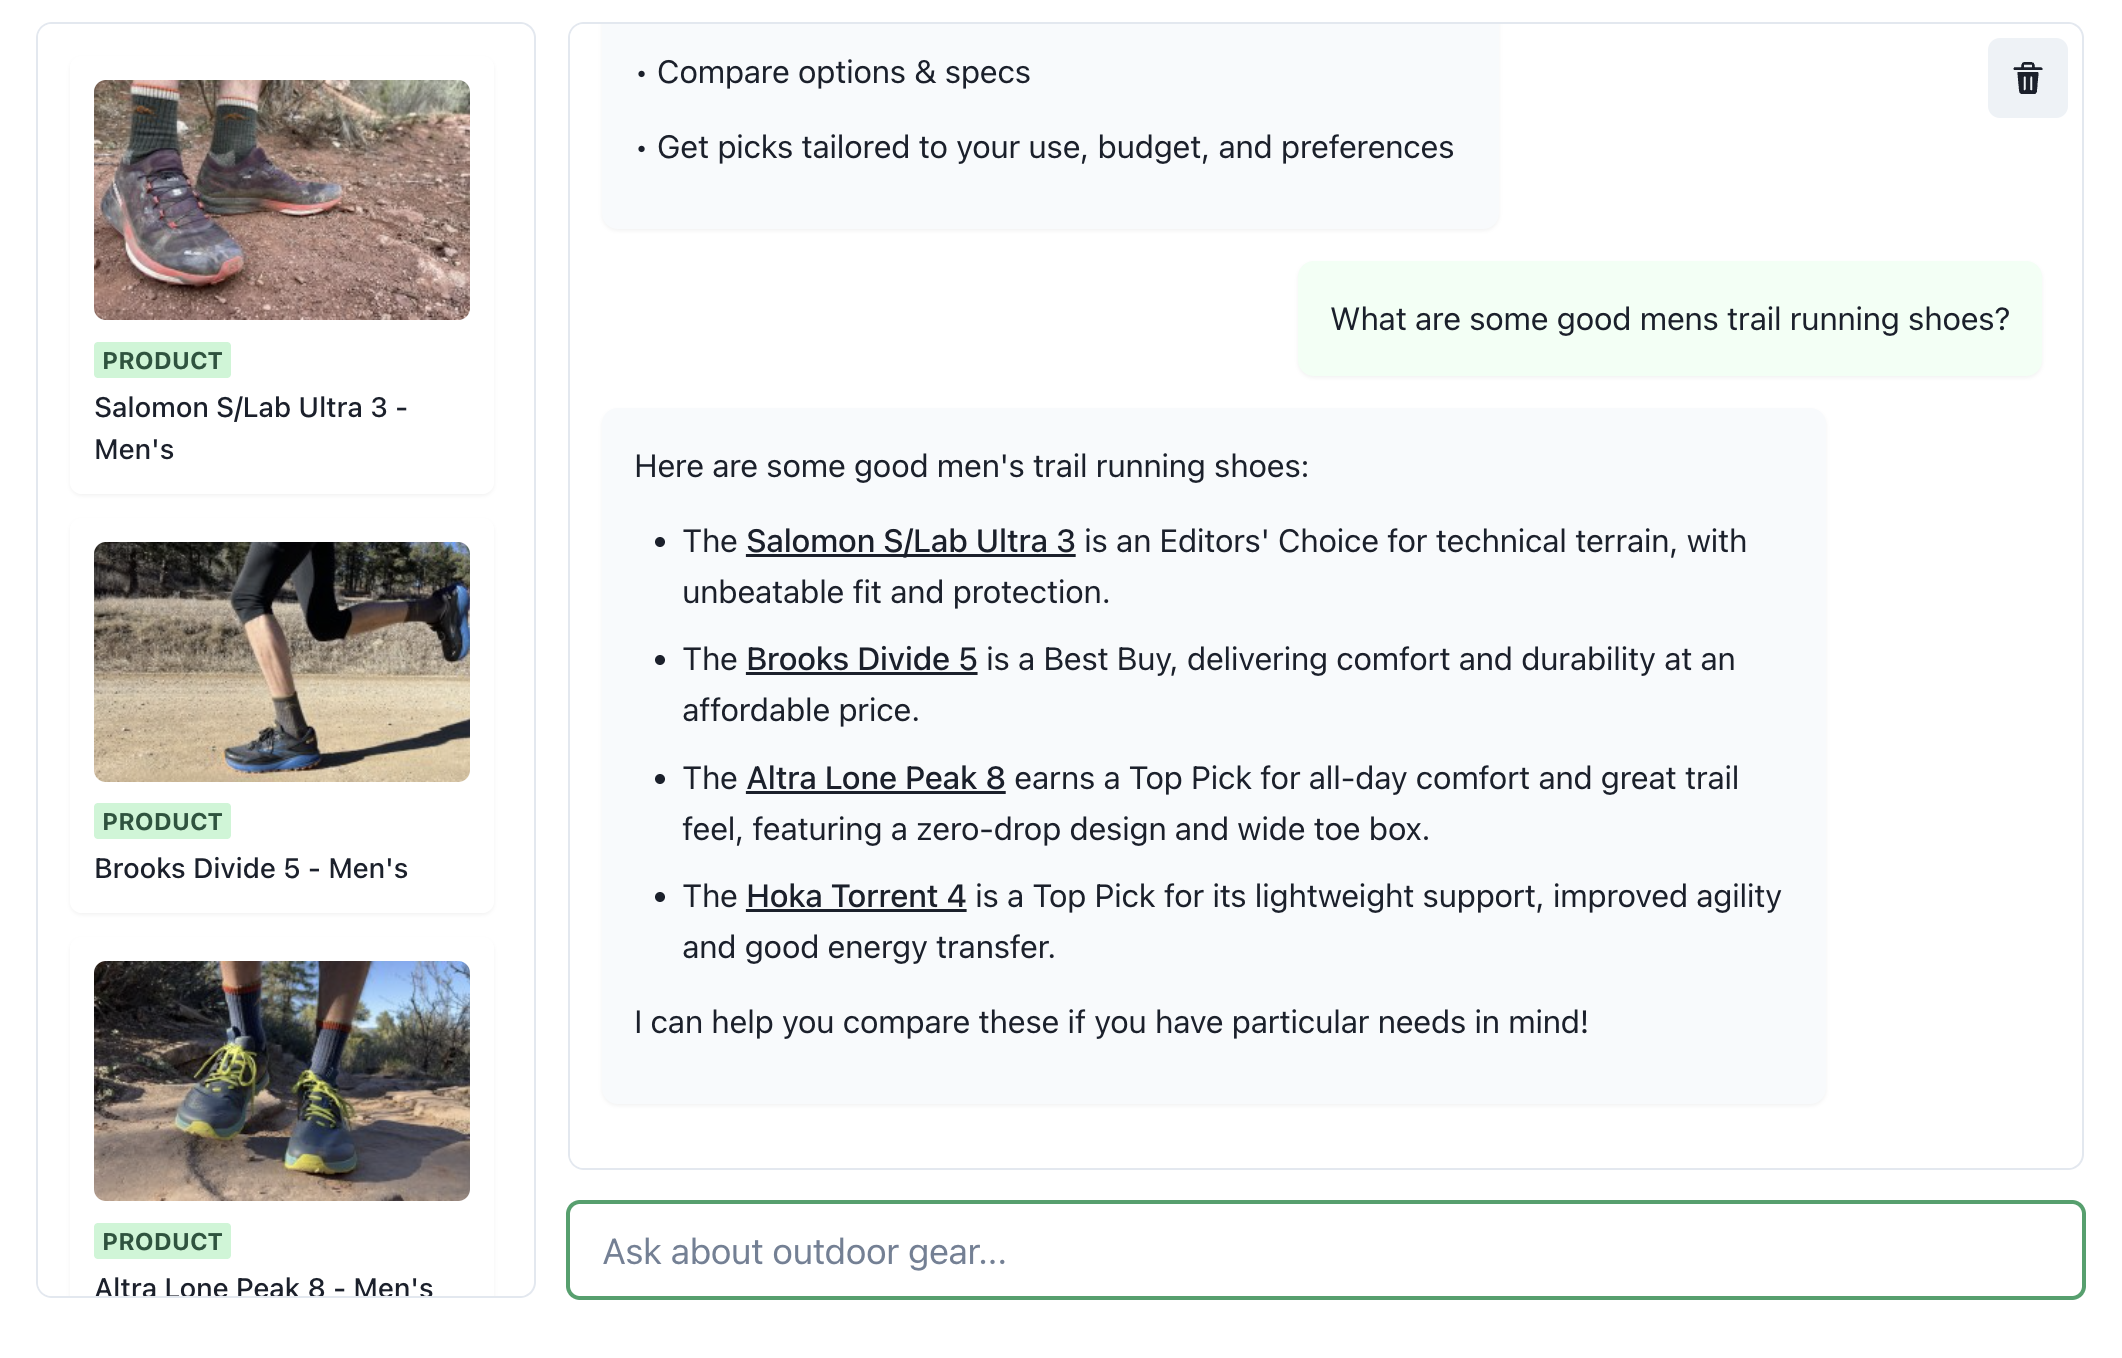 PRODUCT
Salomon S/Lab Ultra 3 -
Men's
PRODUCT
Brooks Divide 5 - Men's
PRODUCT
Altra Lone Peak 8 - Men's
• Compare options & specs
• Get picks tailored to your use, budget, and preferences
What are some good mens trail running shoes?
Here are some good men's trail running shoes:
• The Salomon S/Lab Ultra 3 is an Editors' Choice for technical terrain, with
unbeatable fit and protection.
• The Brooks Divide 5 is a Best Buy, delivering comfort and durability at an
affordable price.
• The Altra Lone Peak 8 earns a Top Pick for all-day comfort and great trail
feel, featuring a zero-drop design and wide toe box.
• The Hoka Torrent 4 is a Top Pick for its lightweight support, improved agility
and good energy transfer.
I can help you compare these if you have particular needs in mind!
Ask about outdoor gear...